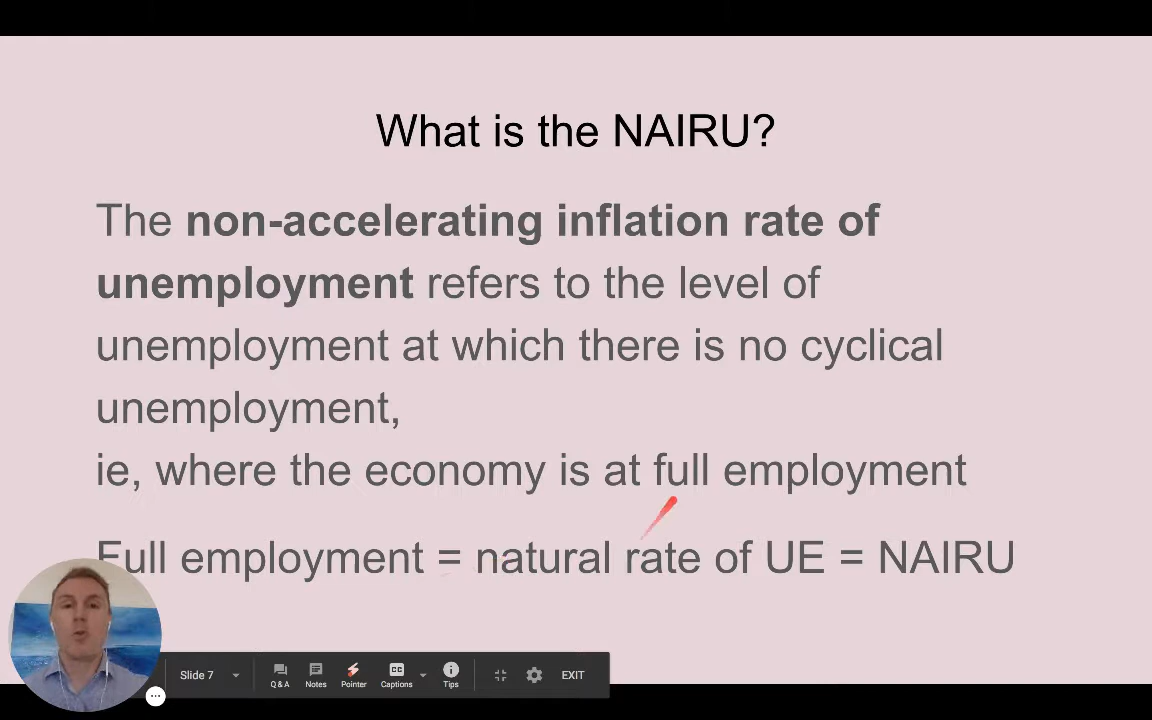 What is the NAIRU?
The non-accelerating inflation rate of
unemployment refers to the level of
unemployment at which there is no cyclical
unemployment,
ie, where the economy is at full employment
Full employment = natural rate of UE = NAIRU
Slide 7
Q & A
Notes
Pointer
CC
Captions
Tips
EXIT